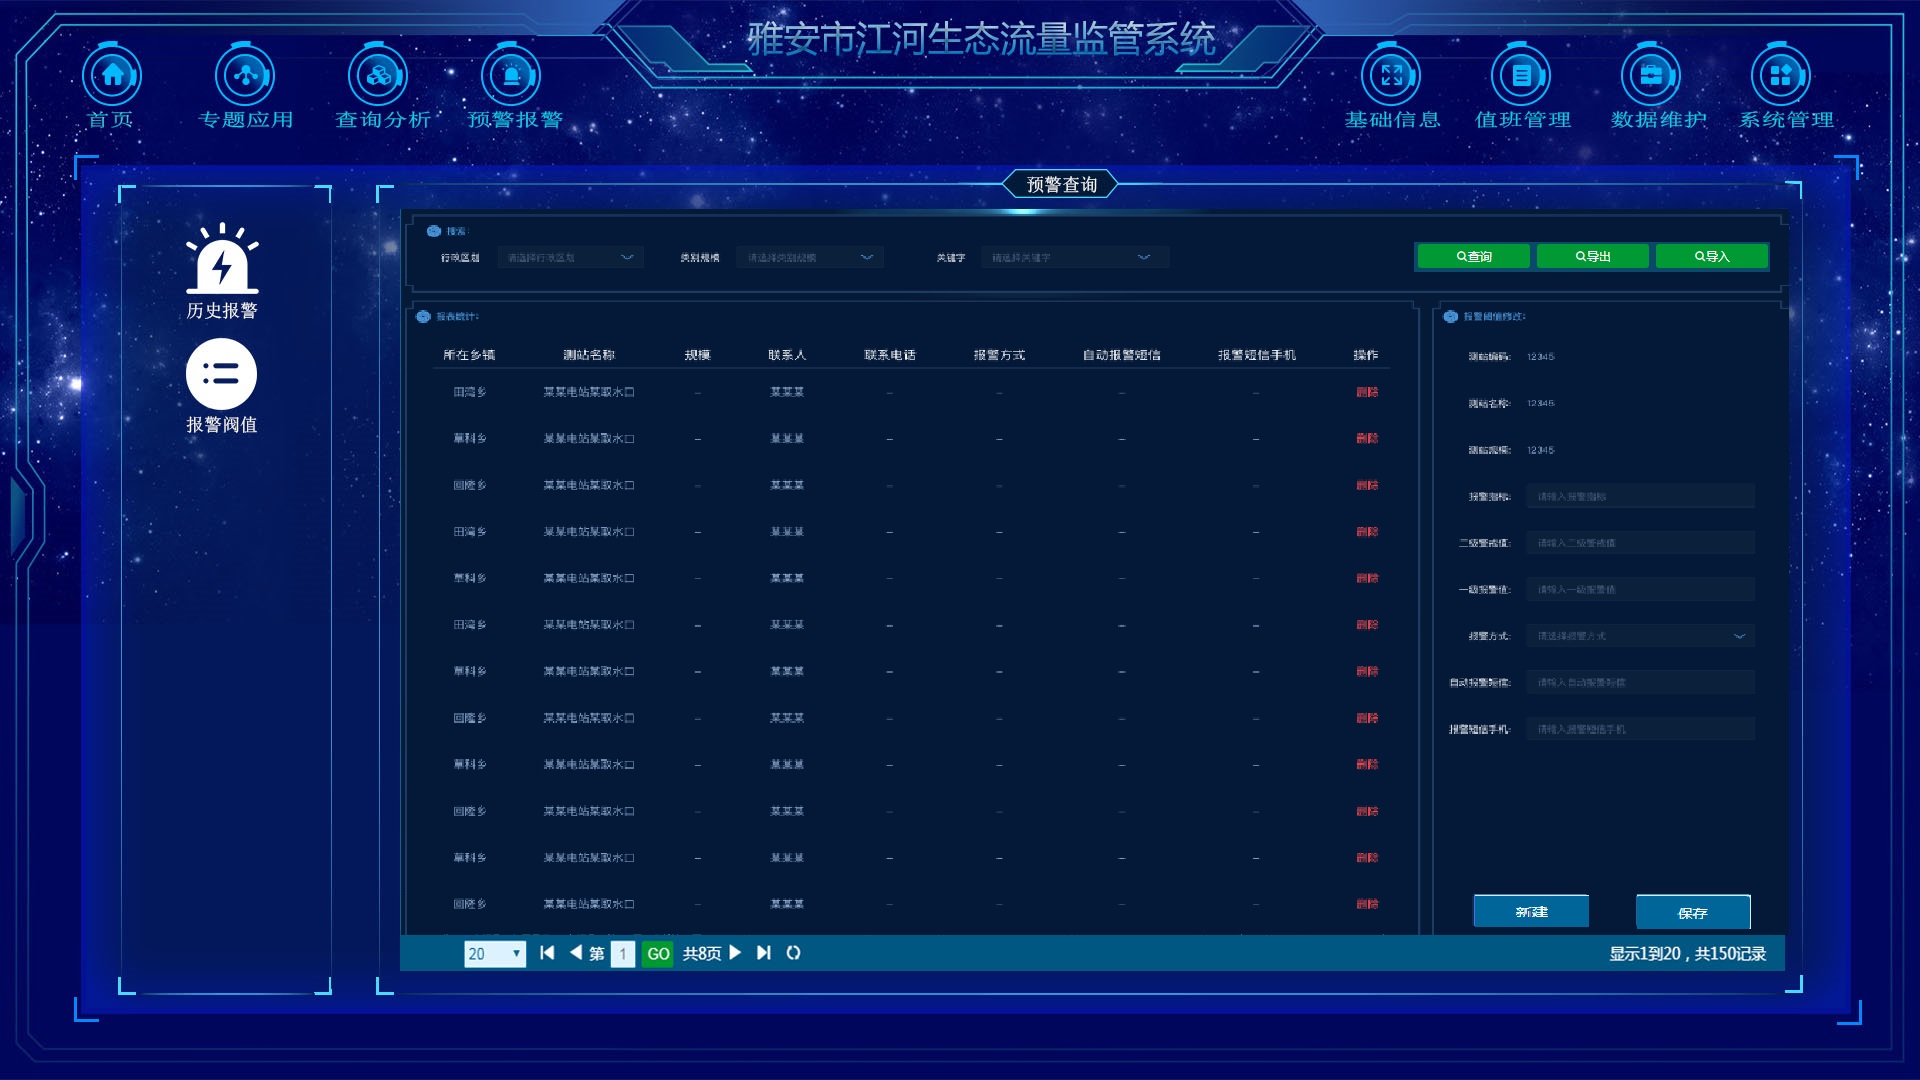 雅安市江河生态流量监管系统
首页 专题应用 查询分析 预警报警 基础信息 值班管理 数据维护 系统管理
预警查询
历史报警
报警阀值
搜索:
行政区划 请选择行政区划 类别规模 请选择类别规模 关键字 请选择关键字 查询 导出 导入
报表统计:
所在乡镇 测站名称 规模 联系人 联系电话 报警方式 自动报警短信 报警短信手机 操作
田湾乡 某某电站某取水口 – 某某某 – – – – 删除
草科乡 某某电站某取水口 – 某某某 – – – – 删除
回隆乡 某某电站某取水口 – 某某某 – – – – 删除
田湾乡 某某电站某取水口 – 某某某 – – – – 删除
草科乡 某某电站某取水口 – 某某某 – – – – 删除
田湾乡 某某电站某取水口 – 某某某 – – – – 删除
草科乡 某某电站某取水口 – 某某某 – – – – 删除
回隆乡 某某电站某取水口 – 某某某 – – – – 删除
草科乡 某某电站某取水口 – 某某某 – – – – 删除
回隆乡 某某电站某取水口 – 某某某 – – – – 删除
草科乡 某某电站某取水口 – 某某某 – – – – 删除
回隆乡 某某电站某取水口 – 某某某 – – – – 删除
20 第 1 GO 共8页 显示1到20，共150记录
报警阈值修改:
测站编码: 12345
测站名称: 12345
测站规模: 12345
报警指标: 请输入报警指标
二级警戒值: 请输入二级警戒值
一级报警值: 请输入一级报警值
报警方式: 请选择报警方式
自动报警短信: 请输入自动报警短信
报警短信手机: 请输入报警短信手机
新建 保存